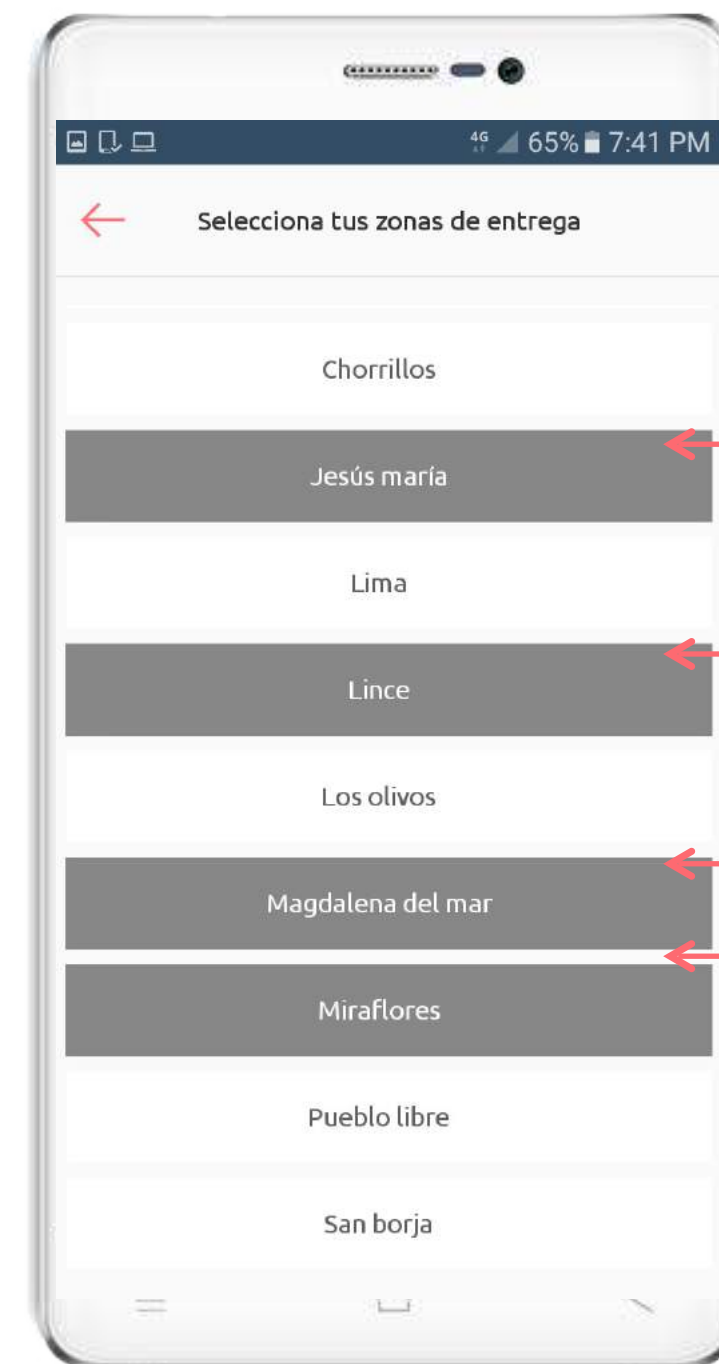 4G 65% 7:41 PM
Selecciona tus zonas de entrega
Chorrillos
Jesús maría
Lima
Lince
Los olivos
Magdalena del mar
Miraflores
Pueblo libre
San borja